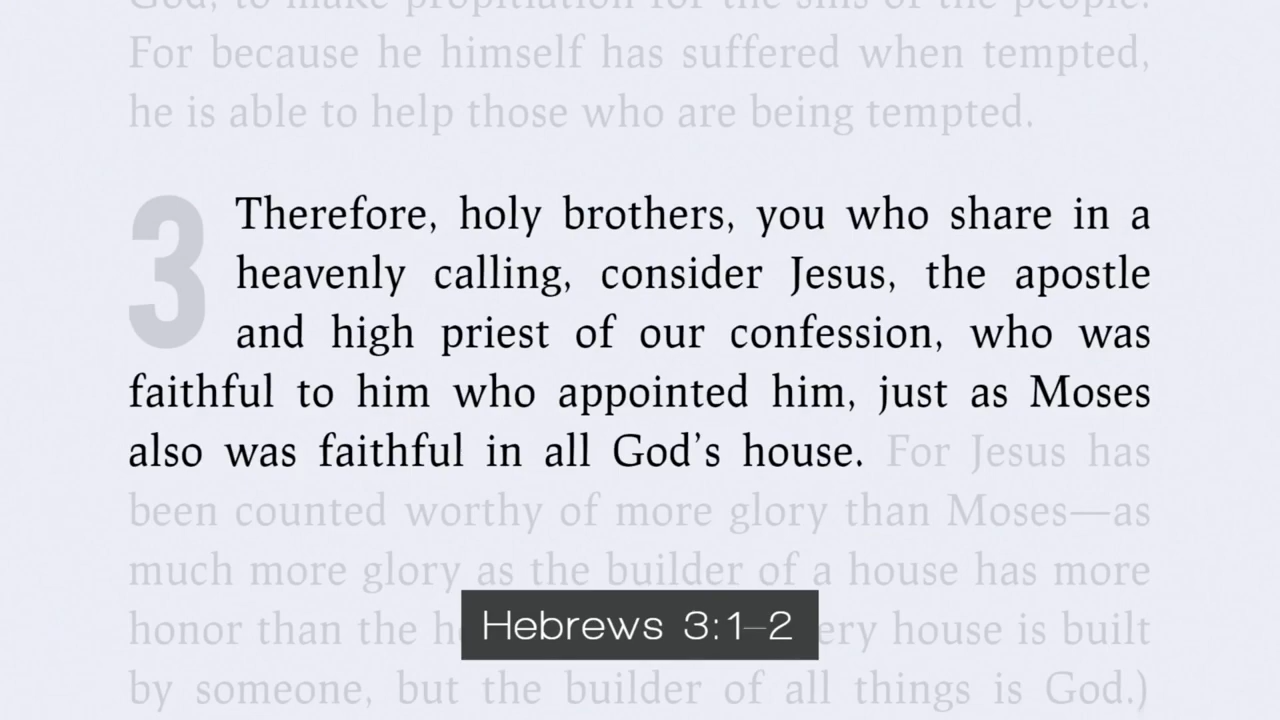 God, to make propitiation for the sins of the people.
For because he himself has suffered when tempted,
he is able to help those who are being tempted.
3 Therefore, holy brothers, you who share in a
heavenly calling, consider Jesus, the apostle
and high priest of our confession, who was
faithful to him who appointed him, just as Moses
also was faithful in all God’s house. For Jesus has
been counted worthy of more glory than Moses—as
much more glory as the builder of a house has more
honor than the house is built
by someone, but the builder of all things is God.)
Hebrews 3:1–2